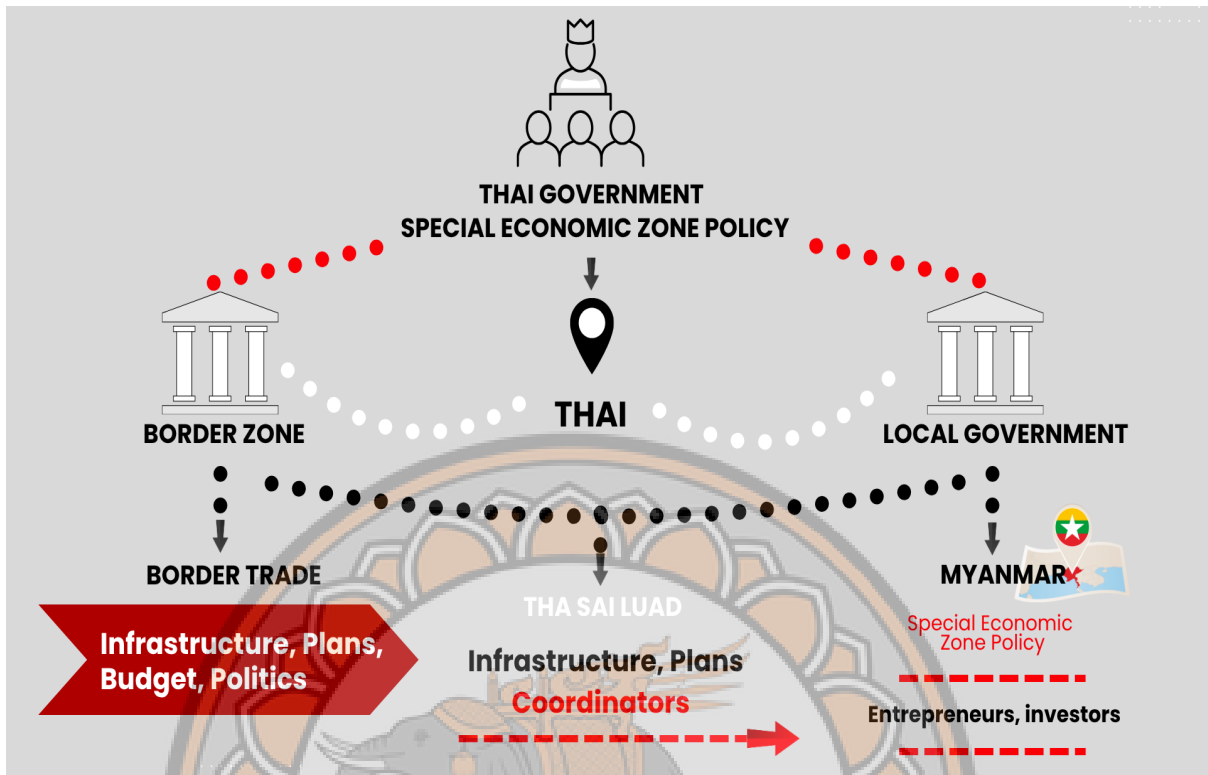 THAI GOVERNMENT
SPECIAL ECONOMIC ZONE POLICY
THAI
BORDER ZONE
LOCAL GOVERNMENT
BORDER TRADE
Infrastructure, Plans,
Budget, Politics
THA SAI LUAD
Infrastructure, Plans
Coordinators
MYANMAR
Special Economic
Zone Policy
Entrepreneurs, investors